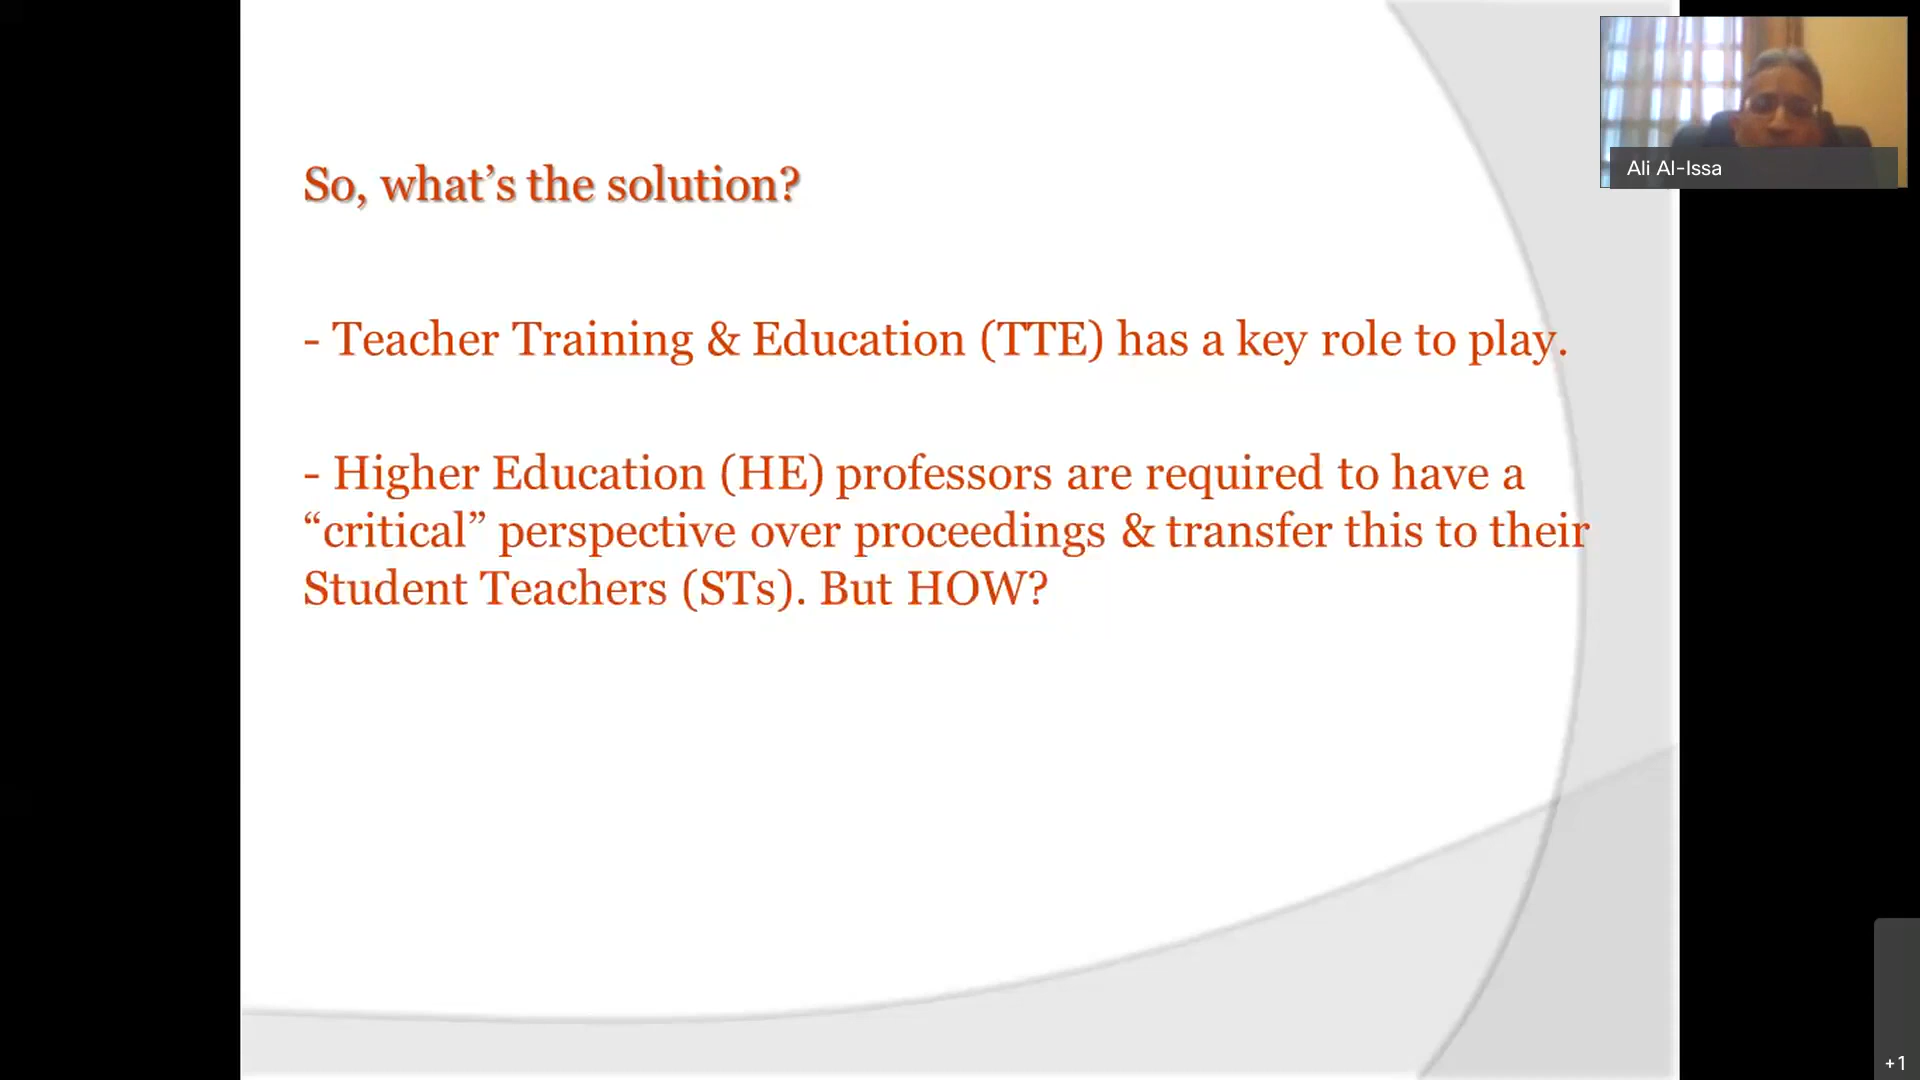 So, what’s the solution?
- Teacher Training & Education (TTE) has a key role to play.
- Higher Education (HE) professors are required to have a
“critical” perspective over proceedings & transfer this to their
Student Teachers (STs). But HOW?
Ali Al-Issa
+1